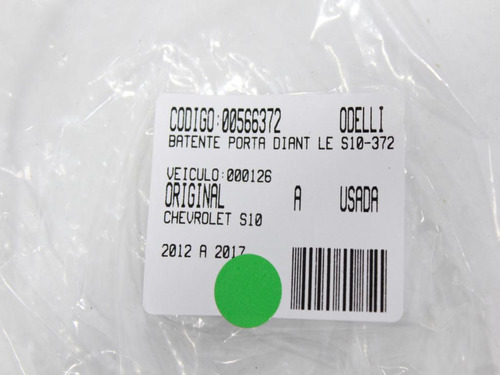 CODIGO:00566372 ODELLI
BATENTE PORTA DIANT LE S10-372
VEICULO:000126
ORIGINAL A USADA
CHEVROLET S10
2012 A 2017